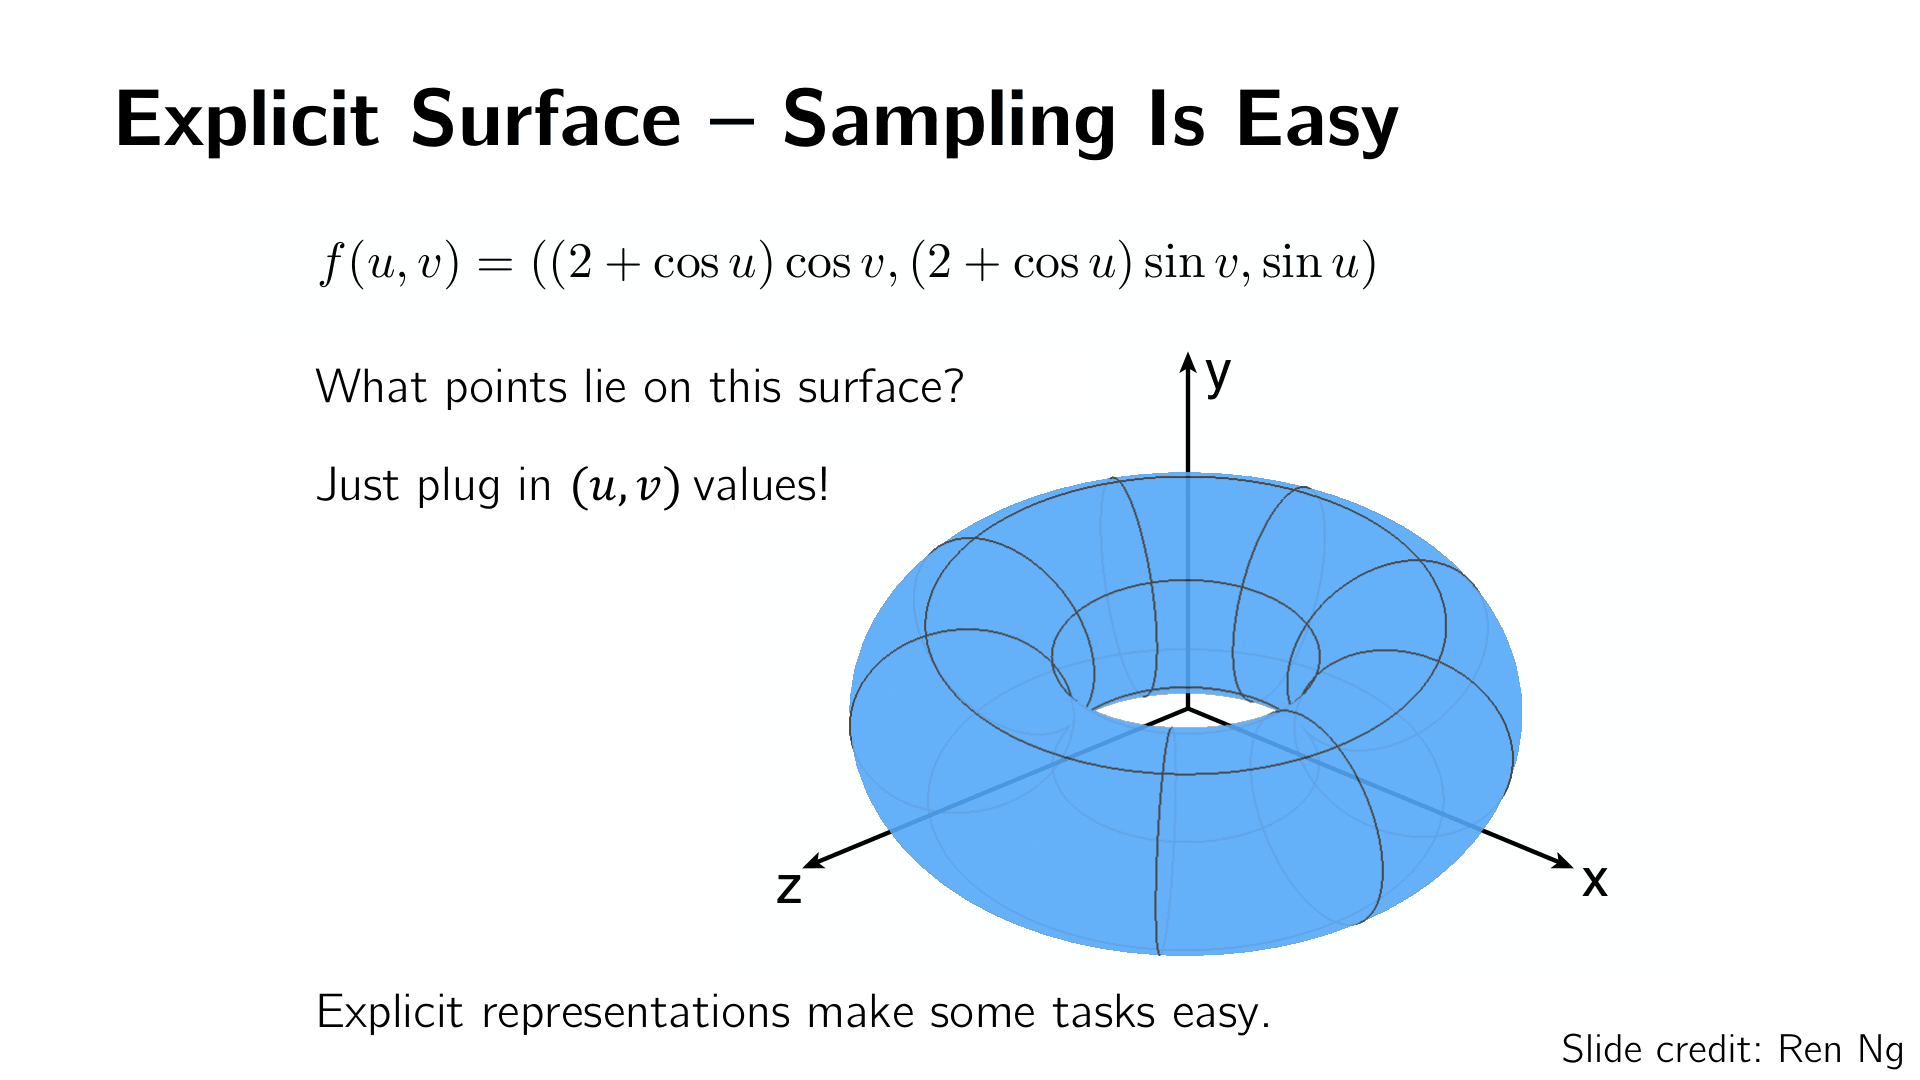 Explicit Surface – Sampling Is Easy
f(u, v) = ((2 + cos u) cos v, (2 + cos u) sin v, sin u)
What points lie on this surface?
Just plug in (u, v) values!
y
z
x
Explicit representations make some tasks easy.
Slide credit: Ren Ng